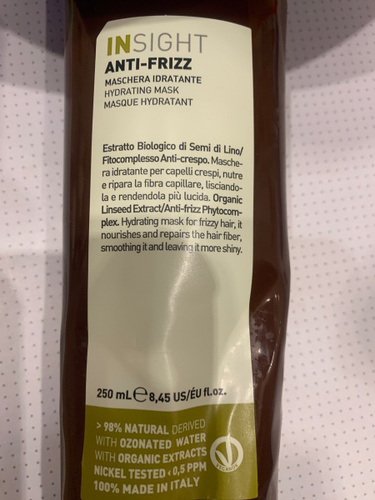 INSIGHT
ANTI-FRIZZ
MASCHERA IDRATANTE
HYDRATING MASK
MASQUE HYDRATANT
Estratto Biologico di Semi di Lino/
Fitocomplesso Anti-crespo. Masche-
ra idratante per capelli crespi, nutre
e ripara la fibra capillare, lisciando-
la e rendendola più lucida. Organic
Linseed Extract/Anti-frizz Phytocom-
plex. Hydrating mask for frizzy hair, it
nourishes and repairs the hair fiber,
smoothing it and leaving it more shiny.
250 mL ℮ 8,45 US/ÉU fl.oz.
> 98% NATURAL DERIVED
WITH OZONATED WATER
WITH ORGANIC EXTRACTS
NICKEL TESTED < 0,5 PPM
100% MADE IN ITALY